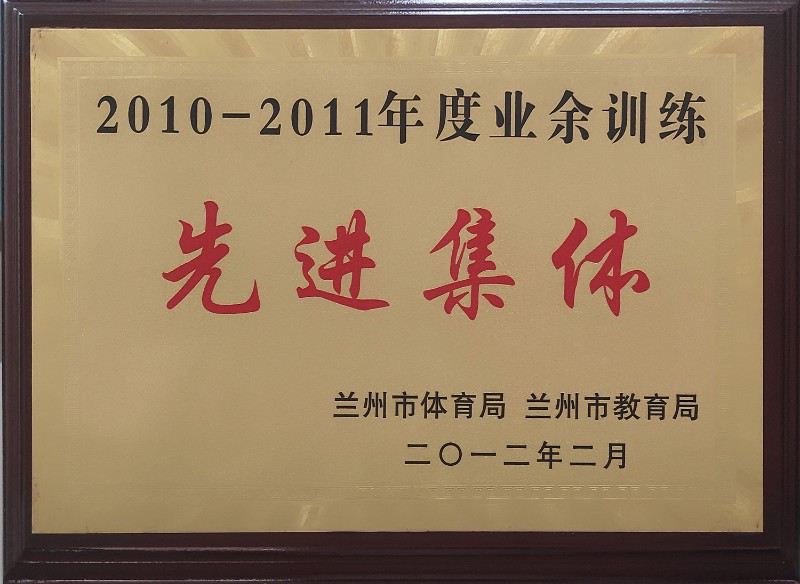 2010-2011年度业余训练
先进集体
兰州市体育局 兰州市教育局
二〇一二年二月